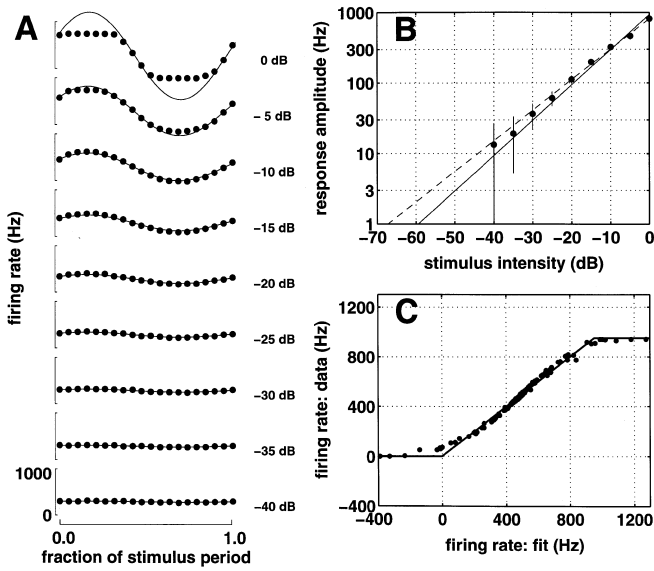 A
0 dB
− 5 dB
−10 dB
−15 dB
−20 dB
−25 dB
−30 dB
−35 dB
−40 dB
firing rate (Hz)
1000
0
0.0 1.0
fraction of stimulus period
B
response amplitude (Hz)
1000
300
100
30
10
3
1
−70 −60 −50 −40 −30 −20 −10 0
stimulus intensity (dB)
C
firing rate: data (Hz)
1200
800
400
0
−400
−400 0 400 800 1200
firing rate: fit (Hz)